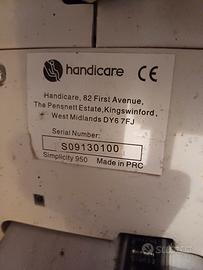 handicare CE
Handicare, 82 First Avenue,
The Pensnett Estate, Kingswinford,
West Midlands DY6 7FJ
Serial Number:
S09130100
Simplicity 950 Made in PRC
subito